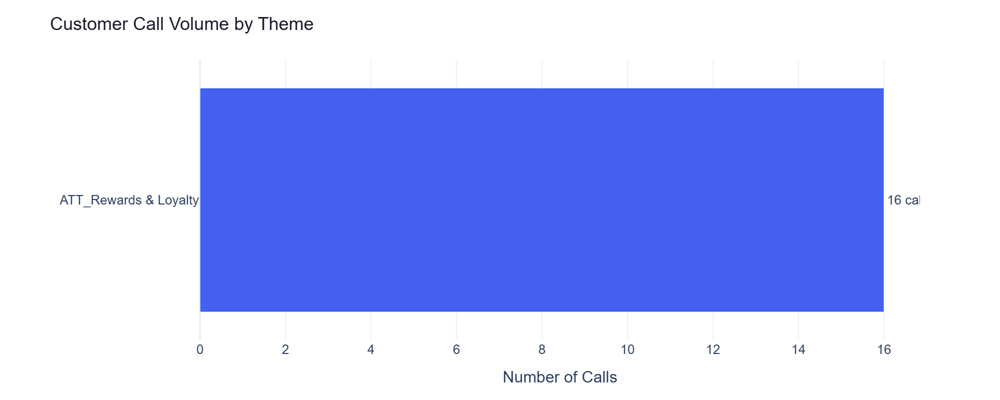 Customer Call Volume by Theme
ATT_Rewards & Loyalty
16 cal
0 2 4 6 8 10 12 14 16
Number of Calls